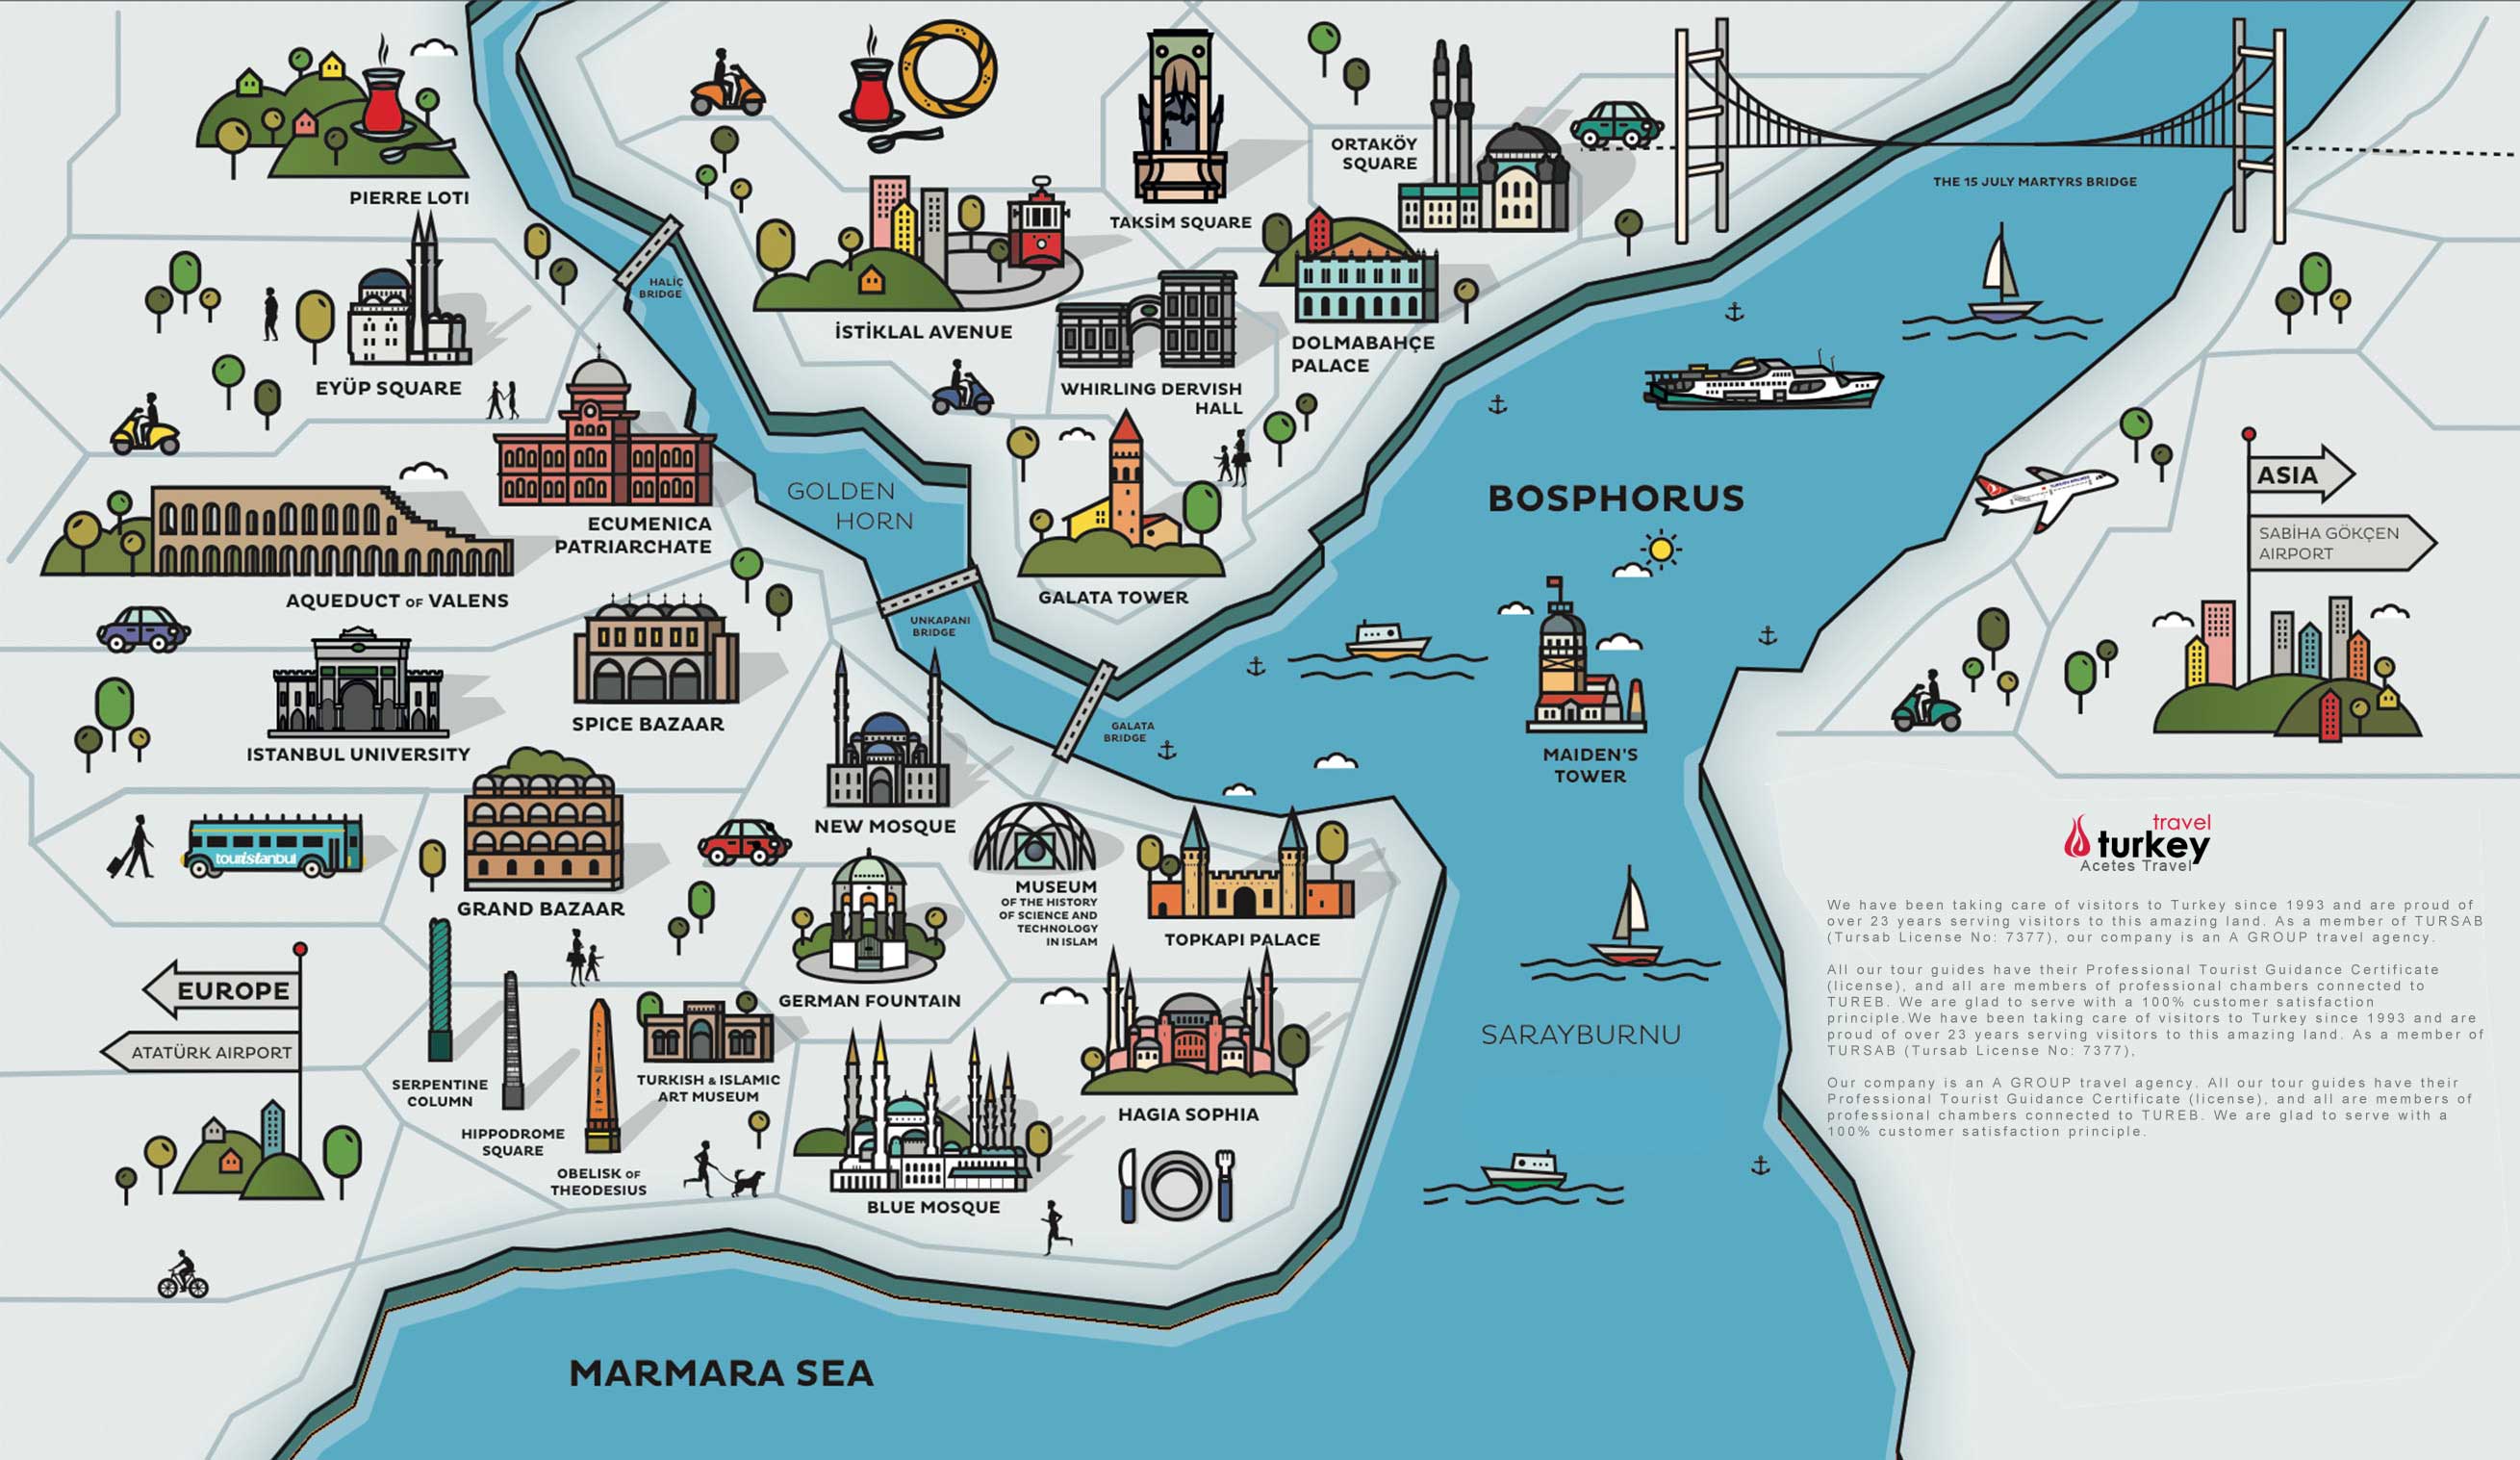 PIERRE LOTI
TAKSİM SQUARE
ORTAKÖY
SQUARE
THE 15 JULY MARTYRS BRIDGE
HALİÇ
BRIDGE
İSTİKLAL AVENUE
DOLMABAHÇE
PALACE
EYÜP SQUARE
WHIRLING DERVISH
HALL
GOLDEN
HORN
BOSPHORUS
ASIA
SABİHA GÖKÇEN
AIRPORT
ECUMENICA
PATRIARCHATE
AQUEDUCT OF VALENS
GALATA TOWER
UNKAPANI
BRIDGE
SPICE BAZAAR
GALATA
BRIDGE
ISTANBUL UNIVERSITY
MAIDEN'S
TOWER
NEW MOSQUE
touristanbul
GRAND BAZAAR
MUSEUM
OF THE HISTORY
OF SCIENCE AND
TECHNOLOGY
IN ISLAM
TOPKAPI PALACE
EUROPE
ATATÜRK AIRPORT
GERMAN FOUNTAIN
SARAYBURNU
SERPENTINE
COLUMN
TURKISH & ISLAMIC
ART MUSEUM
HAGIA SOPHIA
HIPPODROME
SQUARE
OBELISK OF
THEODESIUS
BLUE MOSQUE
MARMARA SEA
travel
turkey
Acetes Travel
We have been taking care of visitors to Turkey since 1993 and are proud of
over 23 years serving visitors to this amazing land. As a member of TURSAB
(Tursab License No: 7377), our company is an A GROUP travel agency.
All our tour guides have their Professional Tourist Guidance Certificate
(license), and all are members of professional chambers connected to
TUREB. We are glad to serve with a 100% customer satisfaction
principle.We have been taking care of visitors to Turkey since 1993 and are
proud of over 23 years serving visitors to this amazing land. As a member of
TURSAB (Tursab License No: 7377),
Our company is an A GROUP travel agency. All our tour guides have their
Professional Tourist Guidance Certificate (license), and all are members of
professional chambers connected to TUREB. We are glad to serve with a
100% customer satisfaction principle.